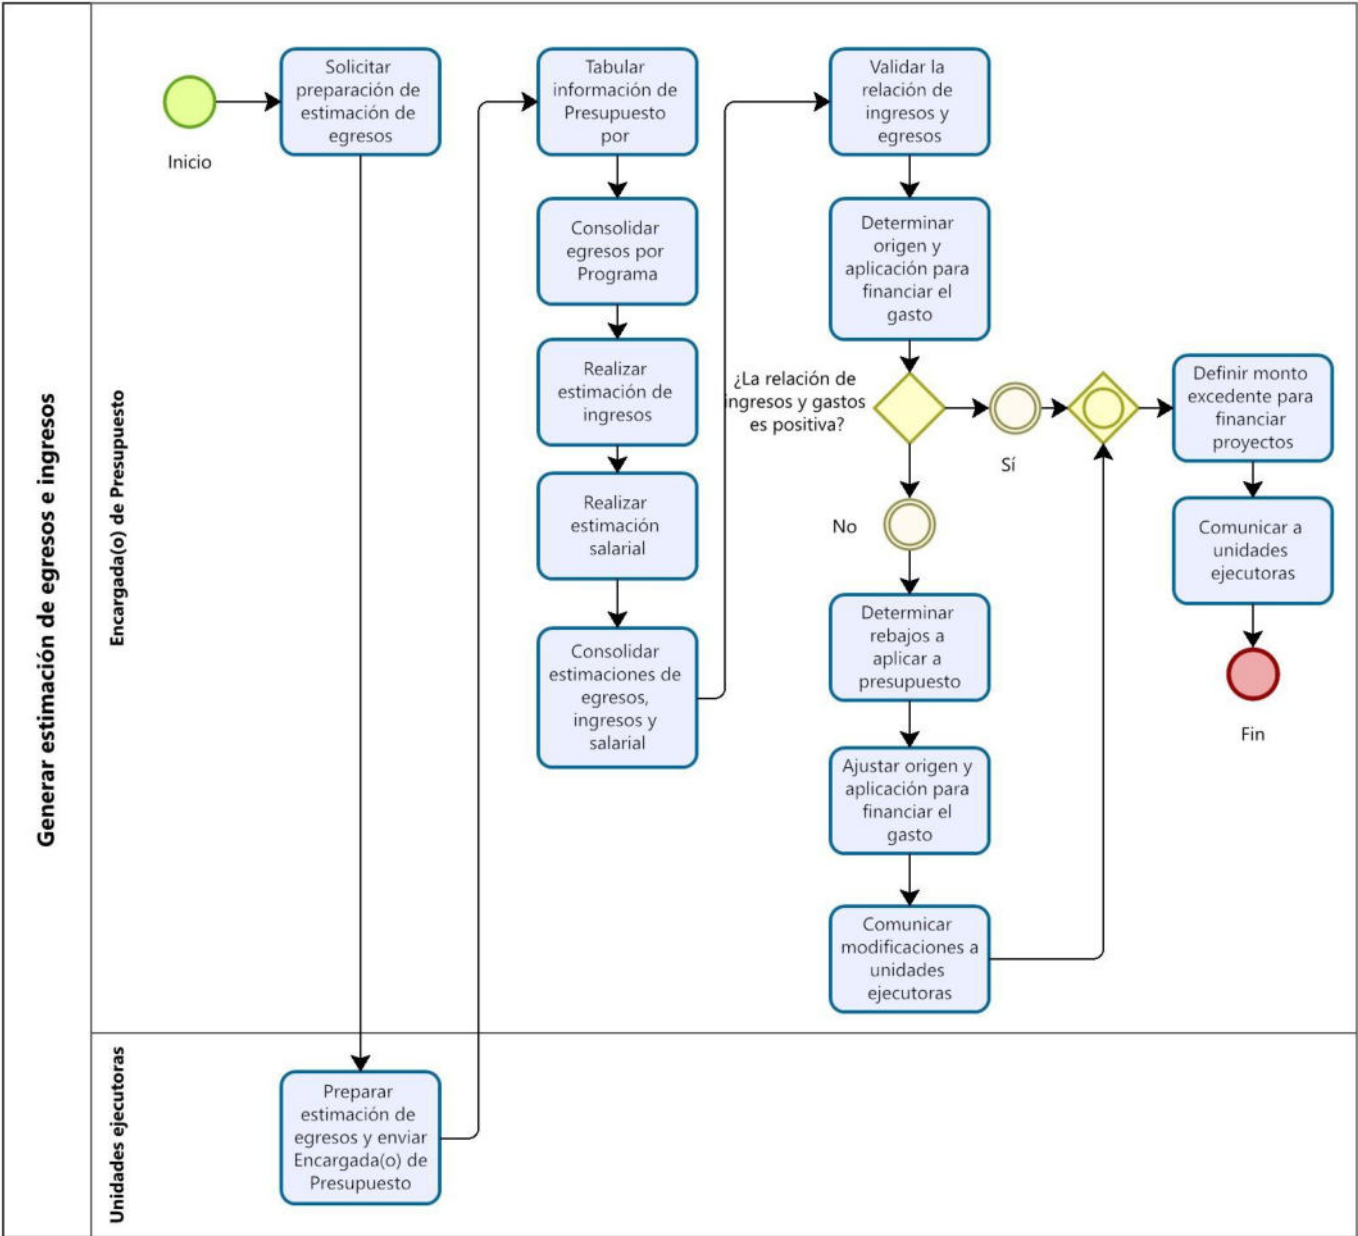 Generar estimación de egresos e ingresos
Encargada(o) de Presupuesto
Inicio
Solicitar
preparación de
estimación de
egresos
Tabular
información de
Presupuesto
por
Consolidar
egresos por
Programa
Realizar
estimación de
ingresos
Realizar
estimación
salarial
Consolidar
estimaciones de
egresos,
ingresos y
salarial
Validar la
relación de
ingresos y
egresos
Determinar
origen y
aplicación para
financiar el
gasto
¿La relación de
ingresos y gastos
es positiva?
Sí
No
Determinar
rebajos a
aplicar a
presupuesto
Ajustar origen y
aplicación para
financiar el
gasto
Comunicar
modificaciones a
unidades
ejecutoras
Definir monto
excedente para
financiar
proyectos
Comunicar a
unidades
ejecutoras
Fin
Unidades ejecutoras
Preparar
estimación de
egresos y enviar
Encargada(o) de
Presupuesto